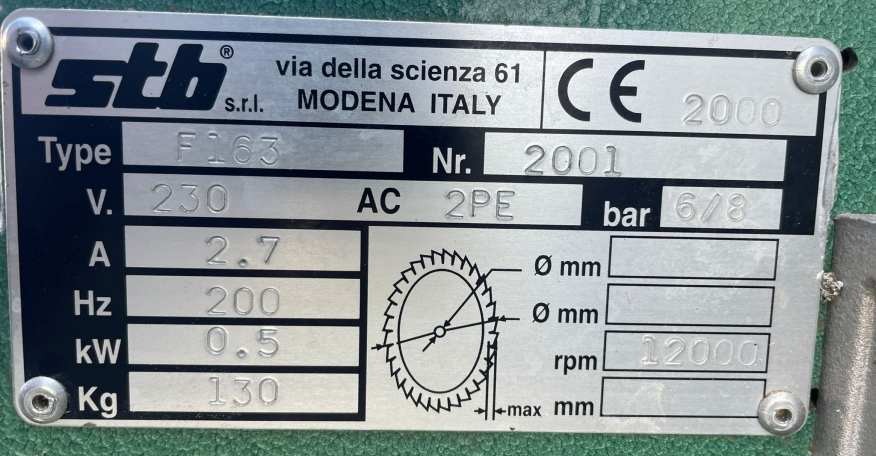 stb® s.r.l. via della scienza 61 CE 2000
MODENA ITALY
Type F163 Nr. 2001
V. 230 AC 2PE bar 6/8
A 2.7
Hz 200
kW 0.5
Kg 130
Ø mm
Ø mm
rpm 12000
max mm